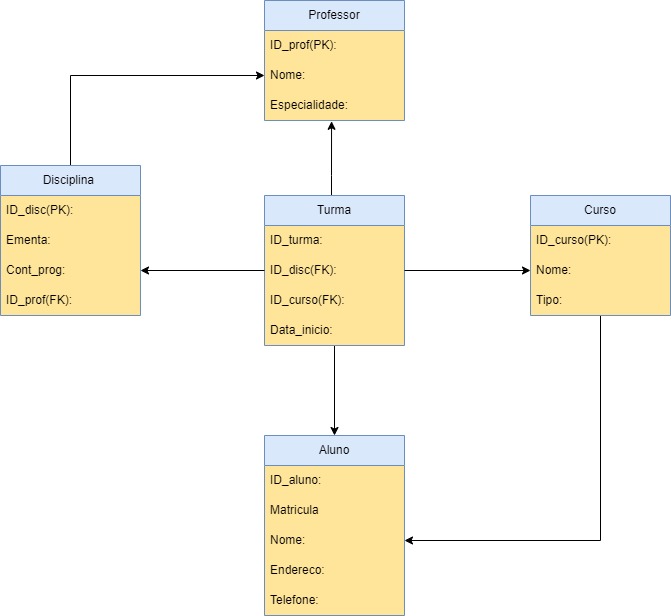 Professor
ID_prof(PK):
Nome:
Especialidade:
Disciplina
ID_disc(PK):
Ementa:
Cont_prog:
ID_prof(FK):
Turma
ID_turma:
ID_disc(FK):
ID_curso(FK):
Data_inicio:
Curso
ID_curso(PK):
Nome:
Tipo:
Aluno
ID_aluno:
Matricula
Nome:
Endereco:
Telefone: